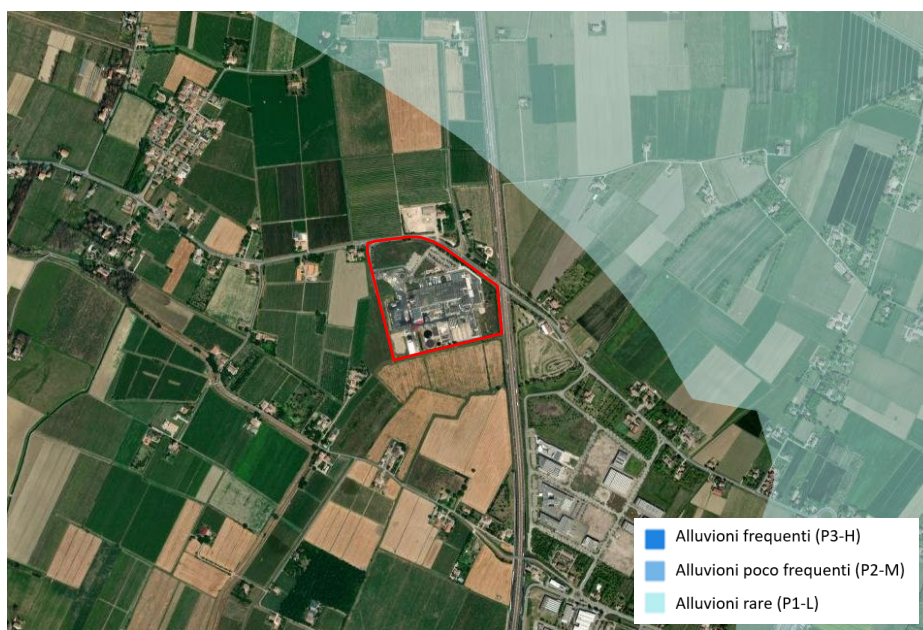 Alluvioni frequenti (P3-H)
Alluvioni poco frequenti (P2-M)
Alluvioni rare (P1-L)